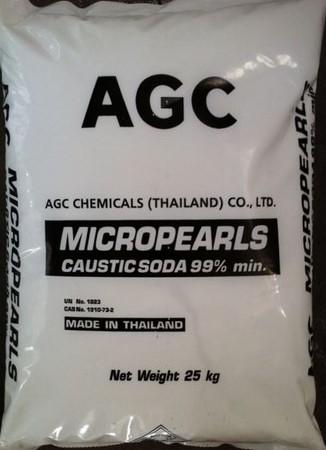 AGC
AGC CHEMICALS (THAILAND) CO., LTD.
MICROPEARLS
CAUSTIC SODA 99% min.
UN No. 1823
CAS No. 1310-73-2
MADE IN THAILAND
Net Weight 25 kg
AGC MICROPEARLS
MICROPEARLS